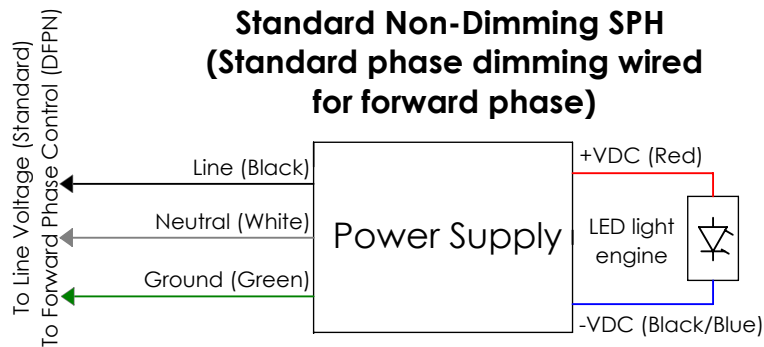 Standard Non-Dimming SPH
(Standard phase dimming wired
for forward phase)
To Line Voltage (Standard)
To Forward Phase Control (DFPN)
Line (Black)
Neutral (White)
Ground (Green)
Power Supply
+VDC (Red)
LED light
engine
-VDC (Black/Blue)